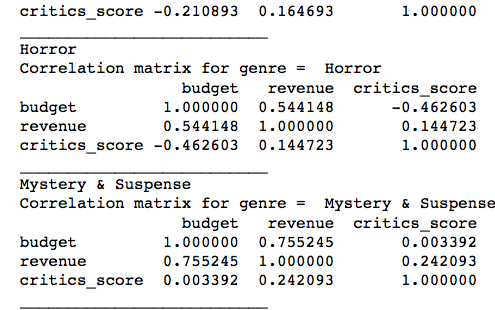 critics_score -0.210893 0.164693 1.000000
___________________________
Horror
Correlation matrix for genre = Horror
budget revenue critics_score
budget 1.000000 0.544148 -0.462603
revenue 0.544148 1.000000 0.144723
critics_score -0.462603 0.144723 1.000000
___________________________
Mystery & Suspense
Correlation matrix for genre = Mystery & Suspense
budget revenue critics_score
budget 1.000000 0.755245 0.003392
revenue 0.755245 1.000000 0.242093
critics_score 0.003392 0.242093 1.000000
___________________________